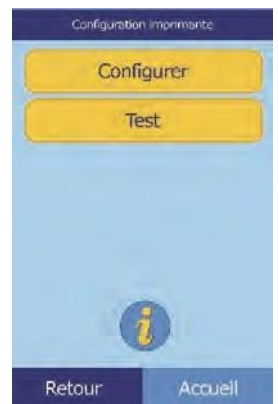 Configuration imprimante
Configurer
Test
i
Retour
Accueil